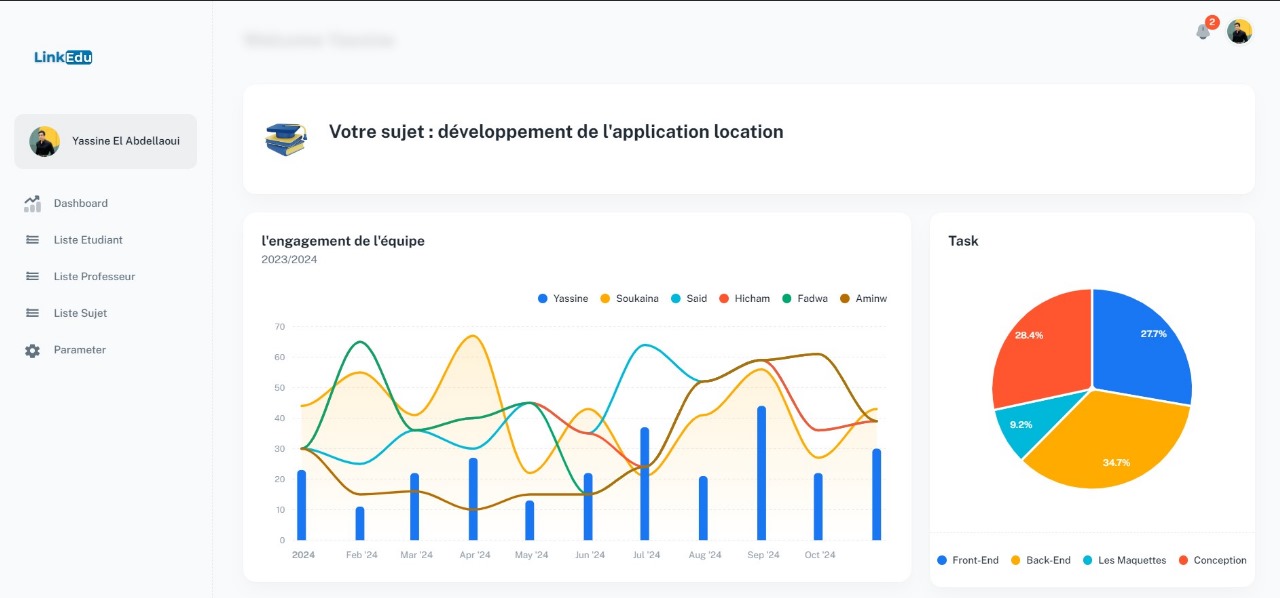 2
LinkEdu
Yassine El Abdellaoui
Dashboard
Liste Etudiant
Liste Professeur
Liste Sujet
Parameter
Votre sujet : développement de l'application location
l'engagement de l'équipe
2023/2024
Yassine Soukaina Said Hicham Fadwa Aminw
70
60
50
40
30
20
10
0
2024 Feb '24 Mar '24 Apr '24 May '24 Jun '24 Jul '24 Aug '24 Sep '24 Oct '24
Task
28.4% 27.7%
9.2%
34.7%
Front-End Back-End Les Maquettes Conception